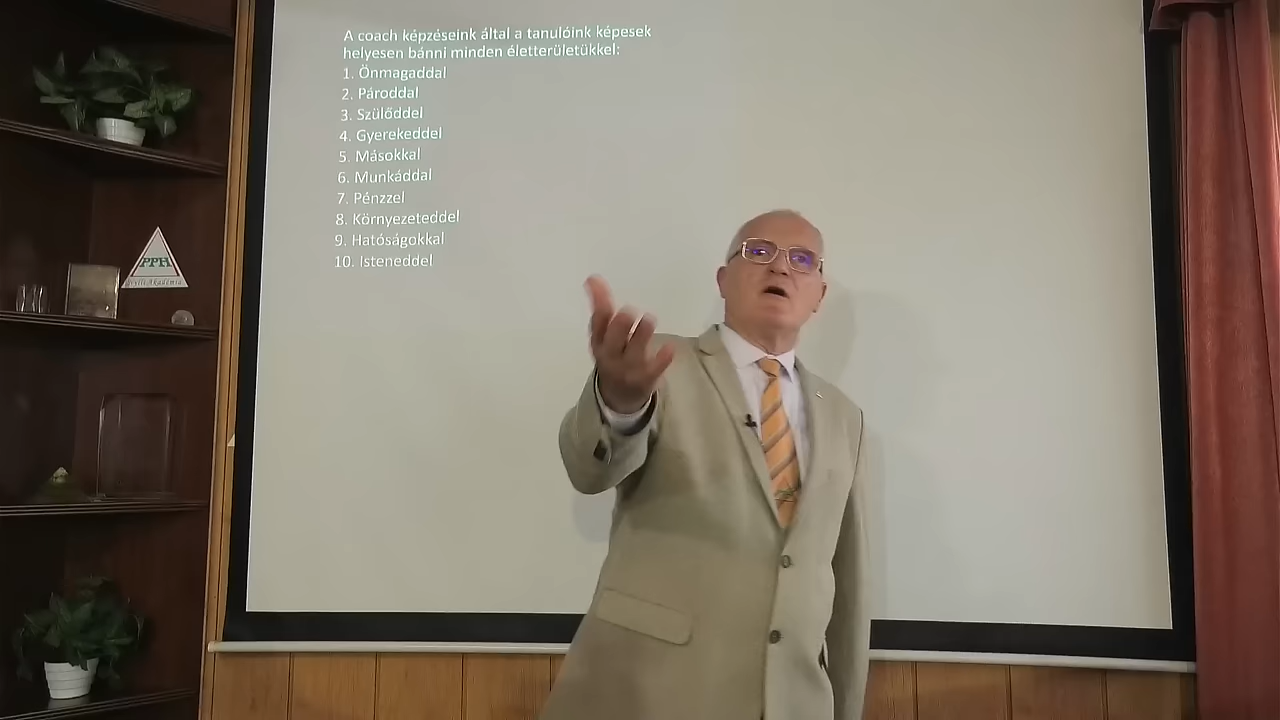 A coach képzéseink által a tanulóink képesek
helyesen bánni minden életterületükkel:
1. Önmagaddal
2. Pároddal
3. Szülőddel
4. Gyerekeddel
5. Másokkal
6. Munkáddal
7. Pénzzel
8. Környezeteddel
9. Hatóságokkal
10. Isteneddel
PPH
Akadémia